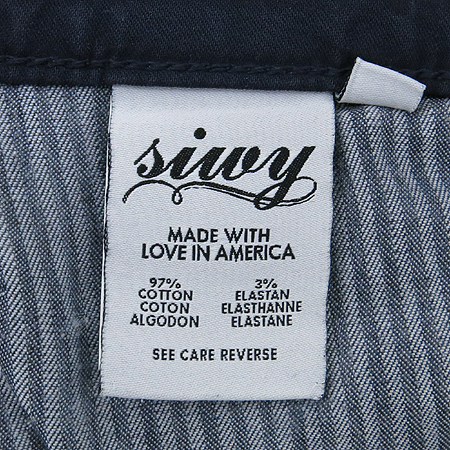 siwy
MADE WITH
LOVE IN AMERICA
97% 3%
COTTON ELASTAN
COTON ELASTHANNE
ALGODON ELASTANE
SEE CARE REVERSE